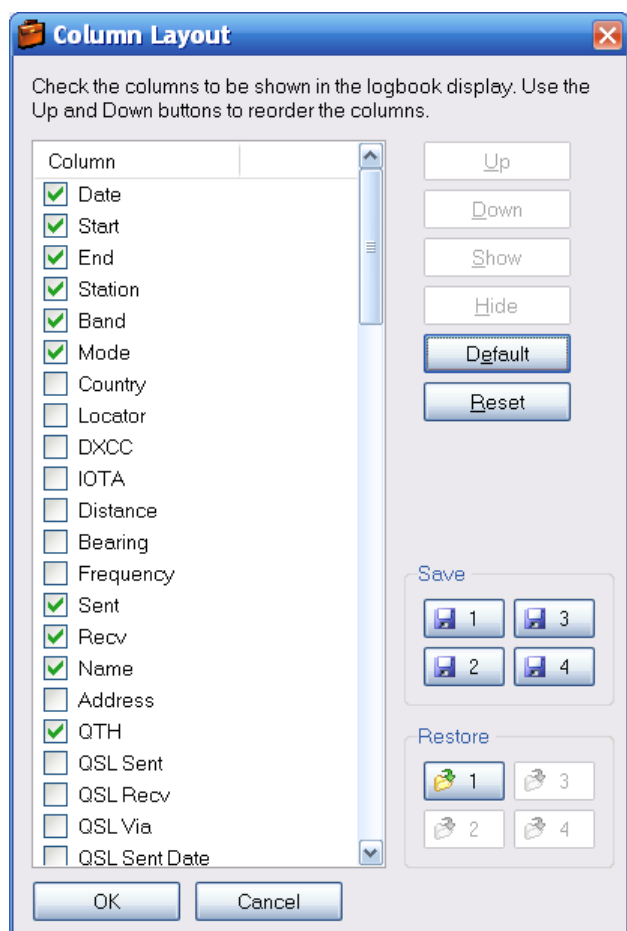 Column Layout
Check the columns to be shown in the logbook display. Use the
Up and Down buttons to reorder the columns.
Column
Date
Start
End
Station
Band
Mode
Country
Locator
DXCC
IOTA
Distance
Bearing
Frequency
Sent
Recv
Name
Address
QTH
QSL Sent
QSL Recv
QSL Via
QSL Sent Date
Up
Down
Show
Hide
Default
Reset
Save
1 3
2 4
Restore
1 3
2 4
OK Cancel